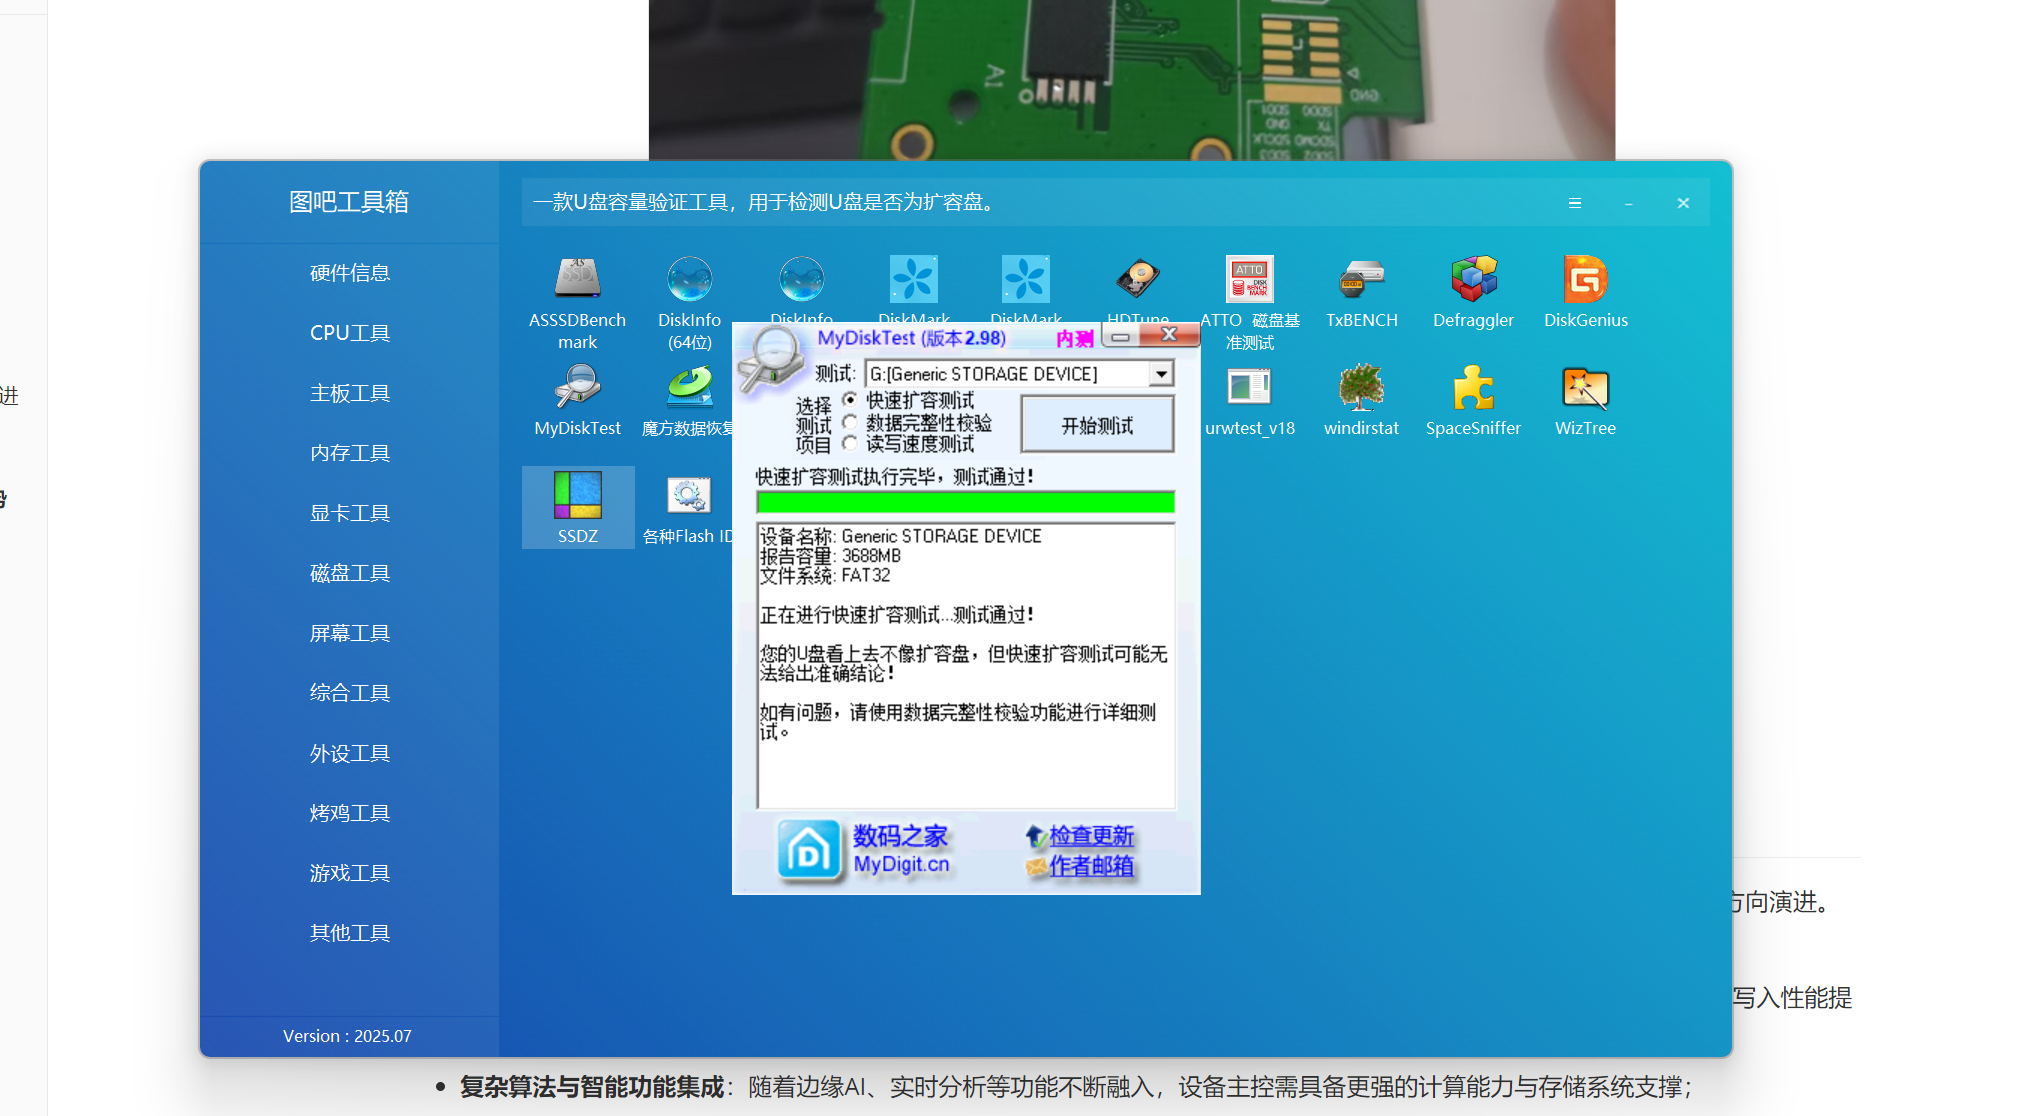 A1
GND
SDD1 SDD0
GND TX
SDCLK SDCMD
SDD3 SDD2
图吧工具箱
一款U盘容量验证工具，用于检测U盘是否为扩容盘。
硬件信息
CPU工具
主板工具
内存工具
显卡工具
磁盘工具
屏幕工具
综合工具
外设工具
烤鸡工具
游戏工具
其他工具
Version : 2025.07
ASSSDBench
mark
DiskInfo
(64位)
DiskInfo
DiskMark
DiskMark
HDTune
ATTO
DISK
BENCH
MARK
ATTO 磁盘基
准测试
TxBENCH
Defraggler
DiskGenius
MyDiskTest
魔方数据恢复
urwtest_v18
windirstat
SpaceSniffer
WizTree
SSDZ
各种Flash ID
MyDiskTest (版本2.98)
内测
测试:
G:[Generic STORAGE DEVICE]
选择
测试
项目
快速扩容测试
数据完整性校验
读写速度测试
开始测试
快速扩容测试执行完毕，测试通过！
设备名称: Generic STORAGE DEVICE
报告容量: 3688MB
文件系统: FAT32
正在进行快速扩容测试...测试通过！
您的U盘看上去不像扩容盘，但快速扩容测试可能无
法给出准确结论！
如有问题，请使用数据完整性校验功能进行详细测
试。
数码之家
MyDigit.cn
检查更新
作者邮箱
进
方向演进。
写入性能提
复杂算法与智能功能集成：随着边缘AI、实时分析等功能不断融入，设备主控需具备更强的计算能力与存储系统支撑；